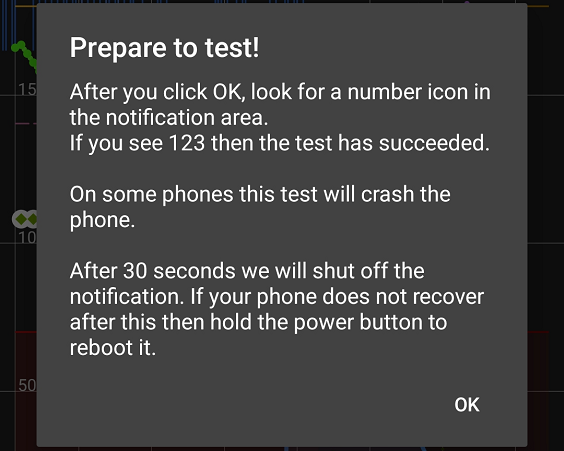 Prepare to test!
After you click OK, look for a number icon in
the notification area.
If you see 123 then the test has succeeded.
On some phones this test will crash the
phone.
After 30 seconds we will shut off the
notification. If your phone does not recover
after this then hold the power button to
reboot it.
OK
15
10
50